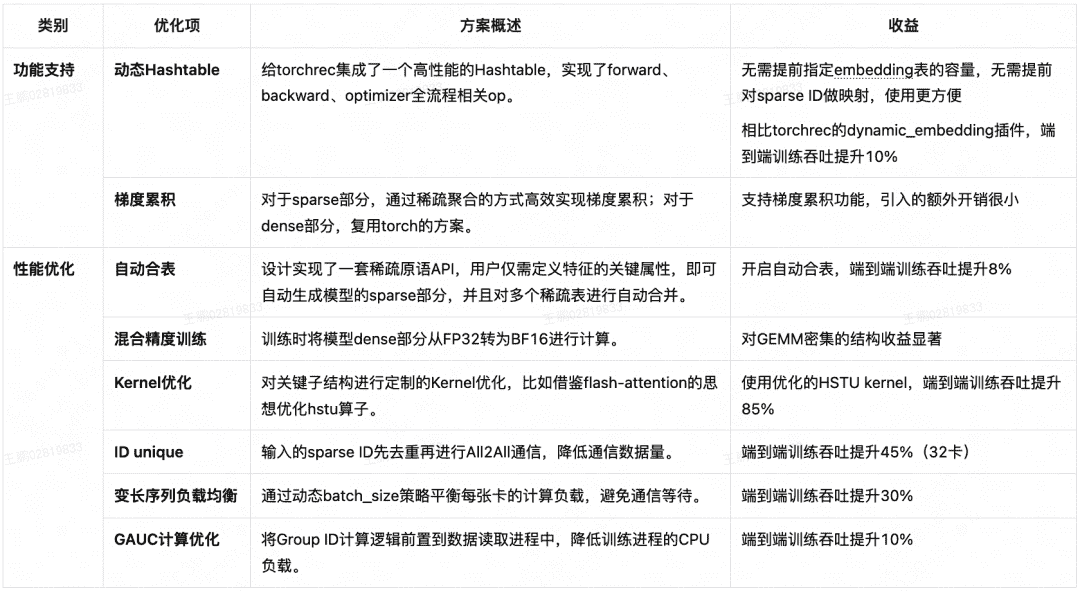 类别
优化项
方案概述
收益
功能支持
动态Hashtable
给torchrec集成了一个高性能的Hashtable，实现了forward、
backward、optimizer全流程相关op。
无需提前指定embedding表的容量，无需提前
对sparse ID做映射，使用更方便
相比torchrec的dynamic_embedding插件，端
到端训练吞吐提升10%
梯度累积
对于sparse部分，通过稀疏聚合的方式高效实现梯度累积；对于
dense部分，复用torch的方案。
支持梯度累积功能，引入的额外开销很小
性能优化
自动合表
设计实现了一套稀疏原语API，用户仅需定义特征的关键属性，即可
自动生成模型的sparse部分，并且对多个稀疏表进行自动合并。
开启自动合表，端到端训练吞吐提升8%
混合精度训练
训练时将模型dense部分从FP32转为BF16进行计算。
对GEMM密集的结构收益显著
Kernel优化
对关键子结构进行定制的Kernel优化，比如借鉴flash-attention的思
想优化hstu算子。
使用优化的HSTU kernel，端到端训练吞吐提升
85%
ID unique
输入的sparse ID先去重再进行All2All通信，降低通信数据量。
端到端训练吞吐提升45%（32卡）
变长序列负载均衡
通过动态batch_size策略平衡每张卡的计算负载，避免通信等待。
端到端训练吞吐提升30%
GAUC计算优化
将Group ID计算逻辑前置到数据读取进程中，降低训练进程的CPU
负载。
端到端训练吞吐提升10%